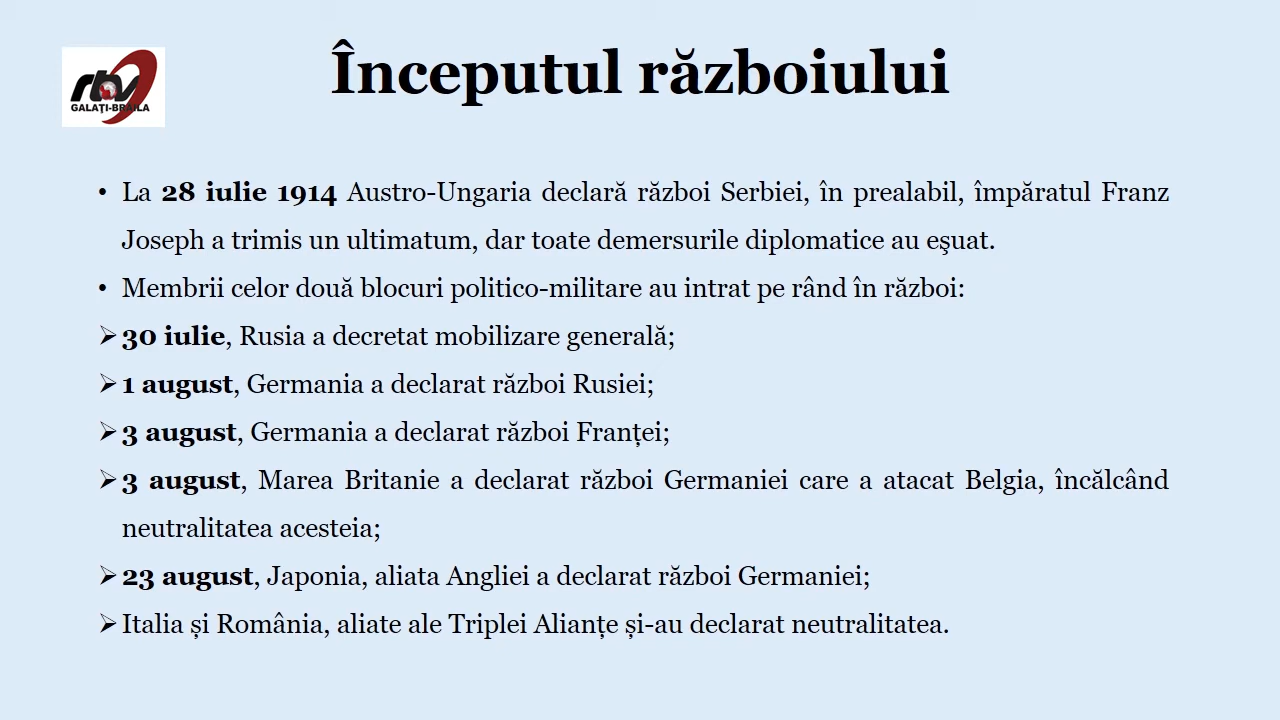 rtv
GALAȚI-BRĂILA
Începutul războiului
• La 28 iulie 1914 Austro-Ungaria declară război Serbiei, în prealabil, împăratul Franz
Joseph a trimis un ultimatum, dar toate demersurile diplomatice au eşuat.
• Membrii celor două blocuri politico-militare au intrat pe rând în război:
➢ 30 iulie, Rusia a decretat mobilizare generală;
➢ 1 august, Germania a declarat război Rusiei;
➢ 3 august, Germania a declarat război Franței;
➢ 3 august, Marea Britanie a declarat război Germaniei care a atacat Belgia, încălcând
neutralitatea acesteia;
➢ 23 august, Japonia, aliata Angliei a declarat război Germaniei;
➢ Italia și România, aliate ale Triplei Alianțe și-au declarat neutralitatea.